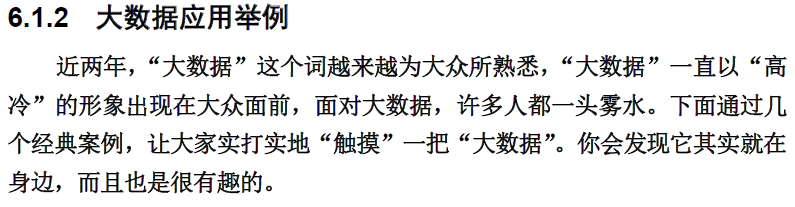 6.1.2 大数据应用举例
近两年，“大数据”这个词越来越为大众所熟悉，“大数据”一直以“高
冷”的形象出现在大众面前，面对大数据，许多人都一头雾水。下面通过几
个经典案例，让大家实打实地“触摸”一把“大数据”。你会发现它其实就在
身边，而且也是很有趣的。